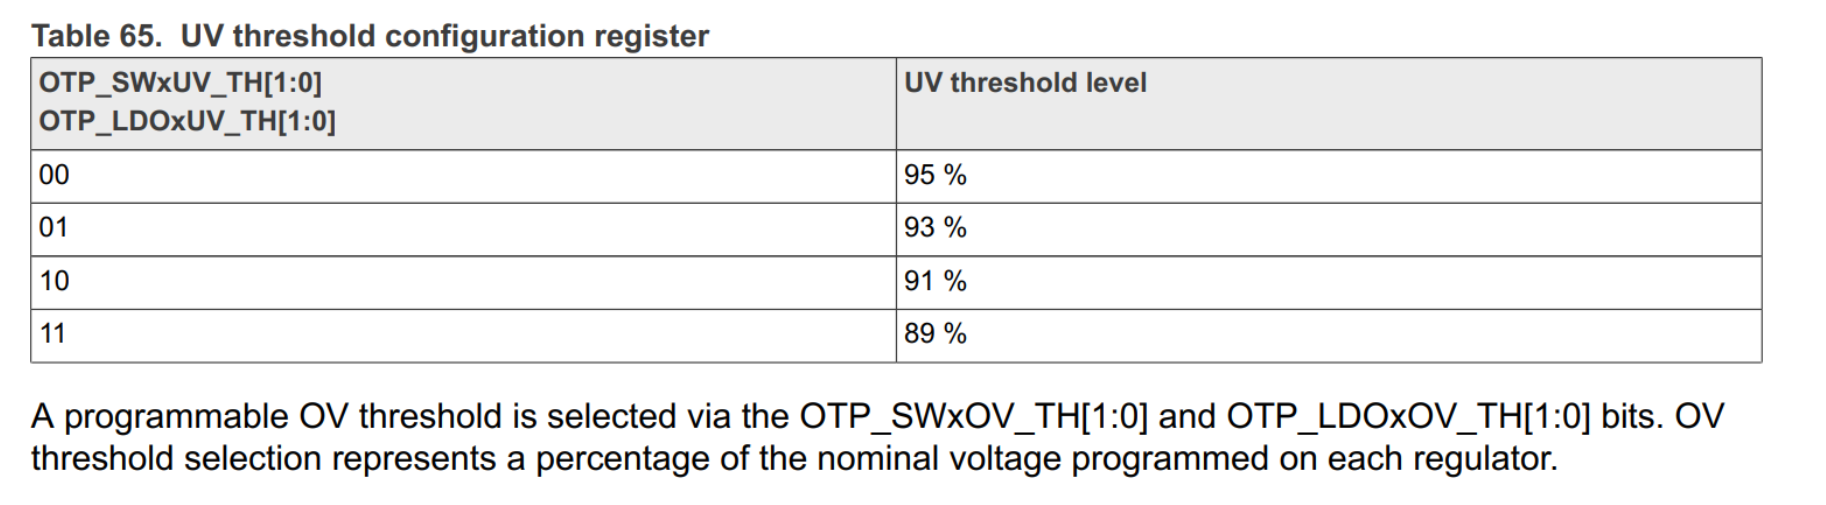 Table 65. UV threshold configuration register
OTP_SWxUV_TH[1:0] UV threshold level
OTP_LDOxUV_TH[1:0]
00 95 %
01 93 %
10 91 %
11 89 %
A programmable OV threshold is selected via the OTP_SWxOV_TH[1:0] and OTP_LDOxOV_TH[1:0] bits. OV
threshold selection represents a percentage of the nominal voltage programmed on each regulator.